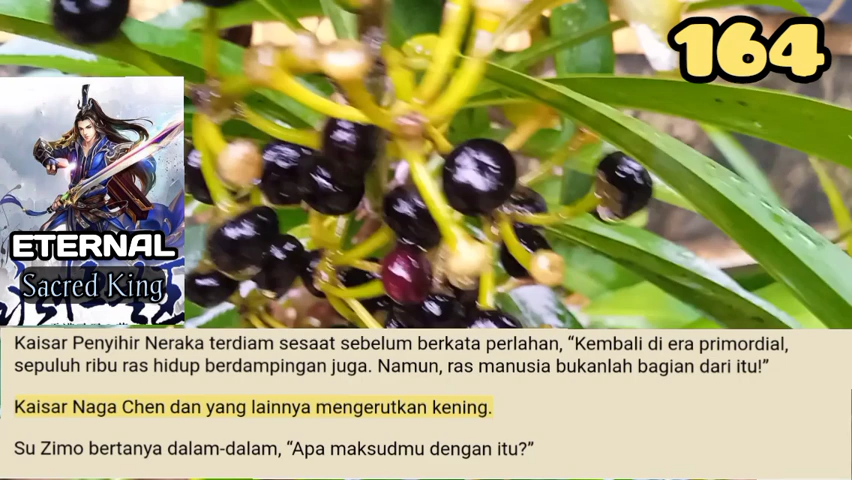 164
ETERNAL
Sacred King
Kaisar Penyihir Neraka terdiam sesaat sebelum berkata perlahan, “Kembali di era primordial,
sepuluh ribu ras hidup berdampingan juga. Namun, ras manusia bukanlah bagian dari itu!”
Kaisar Naga Chen dan yang lainnya mengerutkan kening.
Su Zimo bertanya dalam-dalam, “Apa maksudmu dengan itu?”